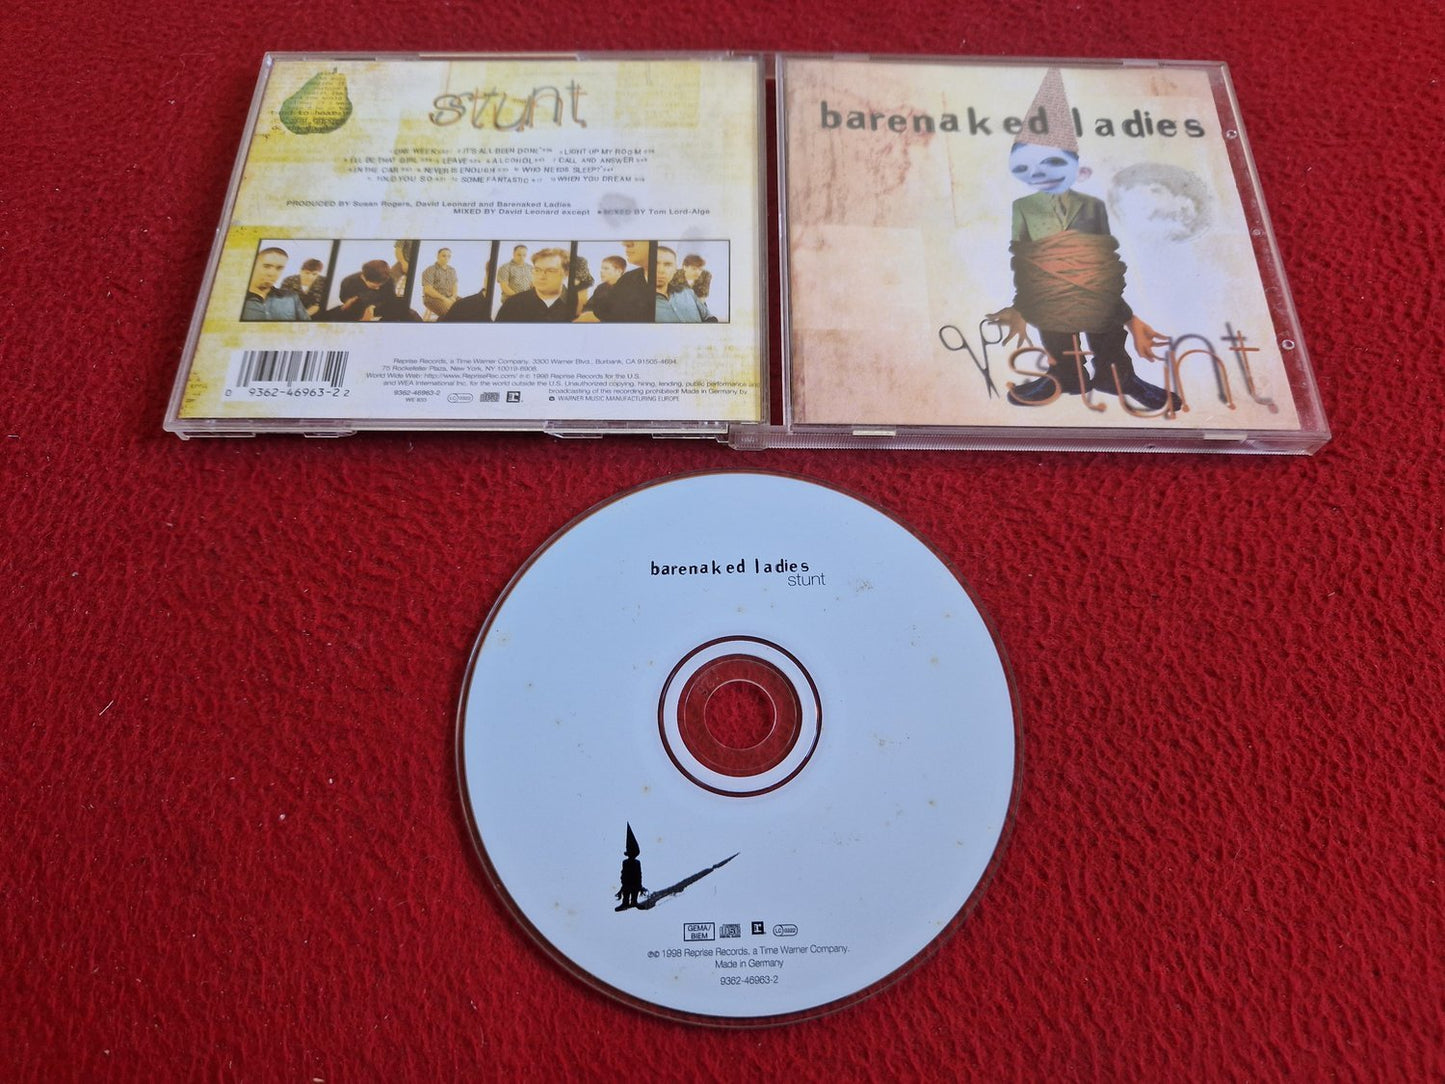 stunt
ONE WEEK IT'S ALL BEEN DONE LIGHT UP MY ROOM
I'LL BE THAT GIRL LEAVE ALCOHOL CALL AND ANSWER
IN THE CAR NEVER IS ENOUGH WHO NEEDS SLEEP?
TOLD YOU SO SOME FANTASTIC WHEN YOU DREAM
PRODUCED BY Susan Rogers, David Leonard and Barenaked Ladies
MIXED BY David Leonard except MIXED BY Tom Lord-Alge
Reprise Records, a Time Warner Company. 3300 Warner Blvd., Burbank, CA 91505-4694.
75 Rockefeller Plaza, New York, NY 10019-6908.
World Wide Web: http://www.RepriseRec.com/ ℗ © 1998 Reprise Records for the U.S.
and WEA International Inc. for the world outside the U.S. Unauthorized copying, hiring, lending, public performance and
broadcasting of this recording prohibited! Made in Germany by
WARNER MUSIC MANUFACTURING EUROPE
9362-46963-2
WE 833
0 9362-46963-2 2
barenaked ladies
stunt
barenaked ladies
stunt
GEMA/
BIEM
r
LC 0322
℗© 1998 Reprise Records, a Time Warner Company.
Made in Germany
9362-46963-2